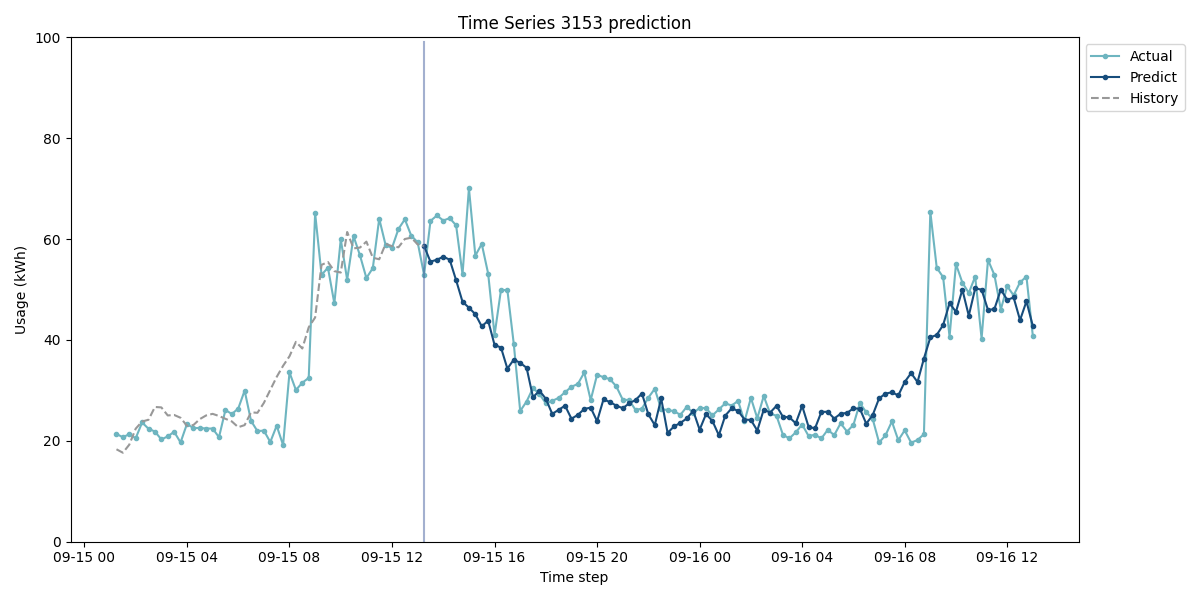 Time Series 3153 prediction
100
80
60
40
20
0
Usage (kWh)
09-15 00
09-15 04
09-15 08
09-15 12
09-15 16
09-15 20
09-16 00
09-16 04
09-16 08
09-16 12
Time step
Actual
Predict
History